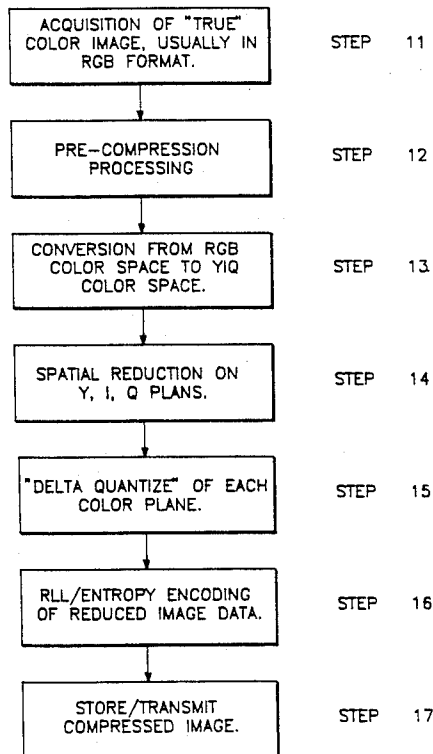 ACQUISITION OF "TRUE"
COLOR IMAGE, USUALLY IN
RGB FORMAT.
STEP 11
PRE-COMPRESSION
PROCESSING
STEP 12
CONVERSION FROM RGB
COLOR SPACE TO YIQ
COLOR SPACE.
STEP 13
SPATIAL REDUCTION ON
Y, I, Q PLANS.
STEP 14
"DELTA QUANTIZE" OF EACH
COLOR PLANE.
STEP 15
RLL/ENTROPY ENCODING
OF REDUCED IMAGE DATA.
STEP 16
STORE/TRANSMIT
COMPRESSED IMAGE.
STEP 17